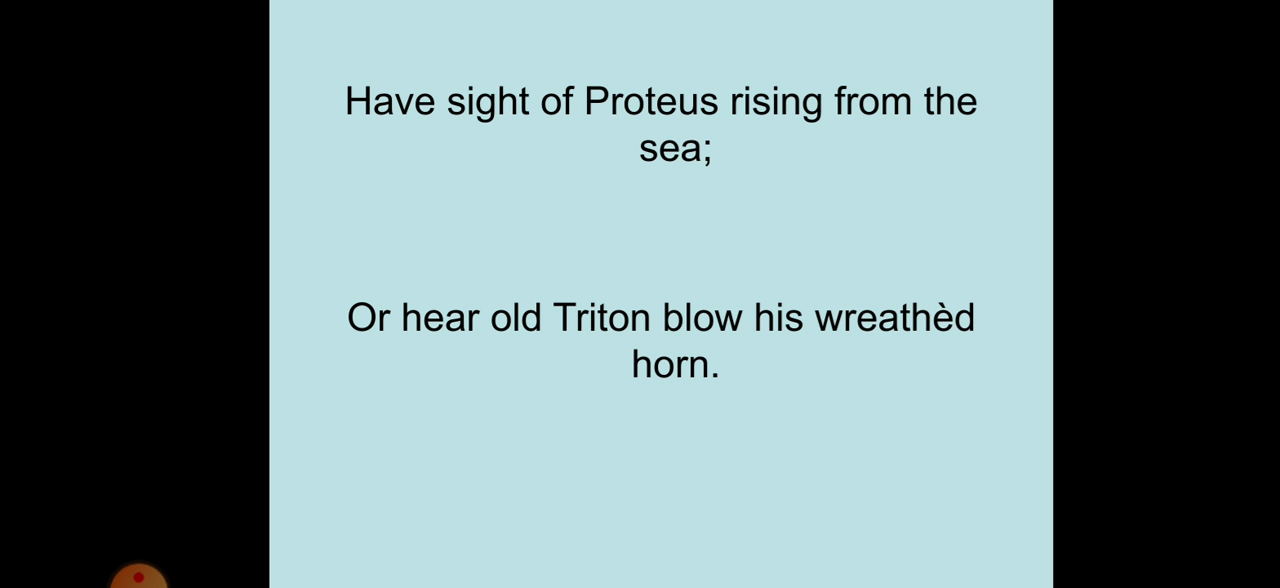 Have sight of Proteus rising from the
sea;
Or hear old Triton blow his wreathèd
horn.